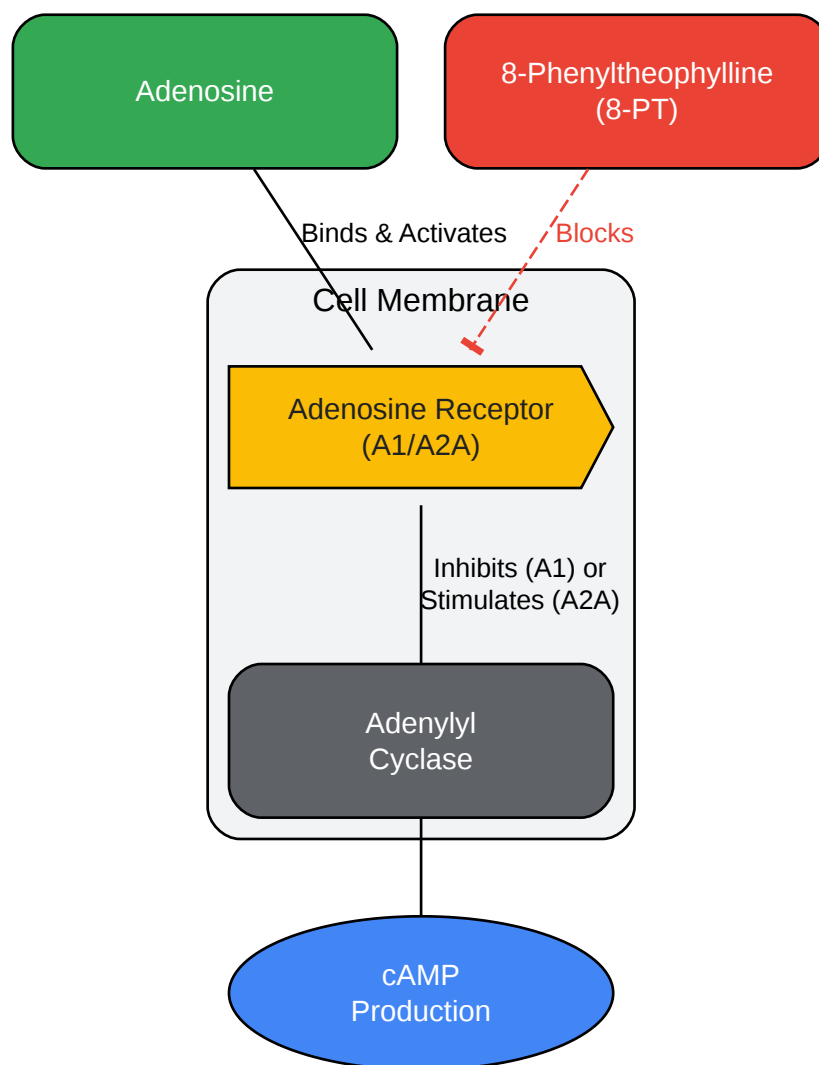 Adenosine
8-Phenyltheophylline
(8-PT)
Binds & Activates
Blocks
Cell Membrane
Adenosine Receptor
(A1/A2A)
Inhibits (A1) or
Stimulates (A2A)
Adenylyl
Cyclase
cAMP
Production